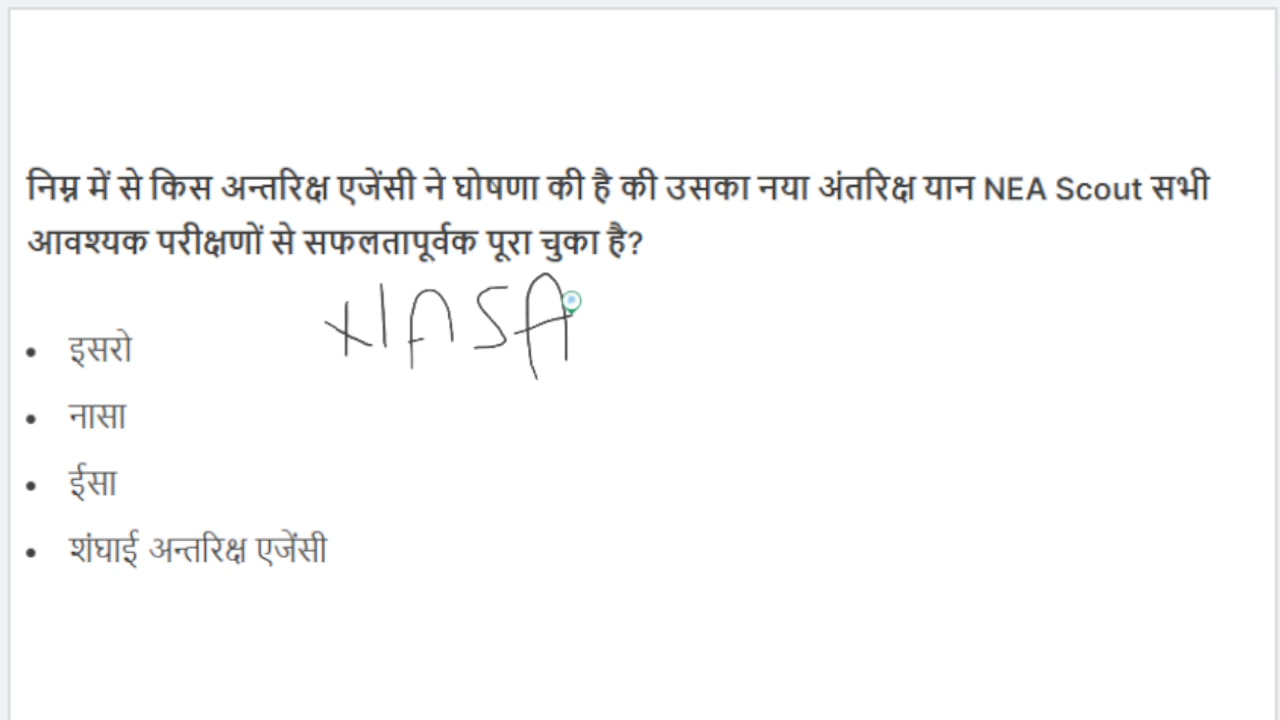 निम्न में से किस अन्तरिक्ष एजेंसी ने घोषणा की है की उसका नया अंतरिक्ष यान NEA Scout सभी
आवश्यक परीक्षणों से सफलतापूर्वक पूरा चुका है?
NASA
• इसरो
• नासा
• ईसा
• शंघाई अन्तरिक्ष एजेंसी